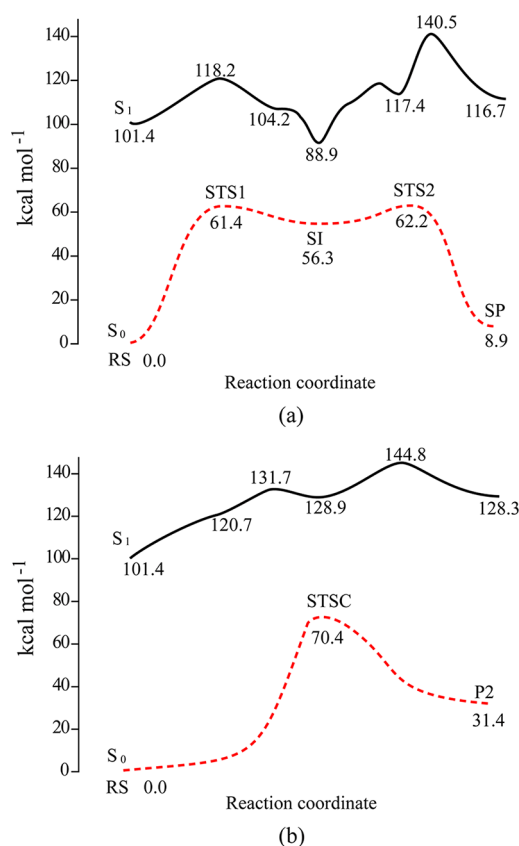 140
120
100
80
60
40
20
0
kcal mol⁻¹
S₁
101.4
118.2
104.2
88.9
117.4
140.5
116.7
STS1
61.4
SI
56.3
STS2
62.2
SP
8.9
S₀
RS 0.0
Reaction coordinate
(a)
140
120
100
80
60
40
20
0
kcal mol⁻¹
S₁
101.4
120.7
131.7
128.9
144.8
128.3
STSC
70.4
P2
31.4
S₀
RS 0.0
Reaction coordinate
(b)